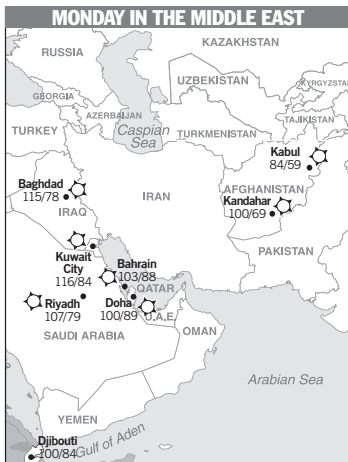 MONDAY IN THE MIDDLE EAST
KAZAKHSTAN
RUSSIA
UZBEKISTAN
KYRGYZSTAN
GEORGIA
AZERBAIJAN
TAJIKISTAN
TURKEY
Caspian
Sea
TURKMENISTAN
Kabul
84/59
Baghdad
115/78
IRAQ
IRAN
AFGHANISTAN
Kandahar
100/69
PAKISTAN
Kuwait
City
116/84
Bahrain
103/88
QATAR
Doha
100/89
U.A.E.
Riyadh
107/79
SAUDI ARABIA
OMAN
Arabian Sea
YEMEN
Djibouti
100/84
Gulf of Aden